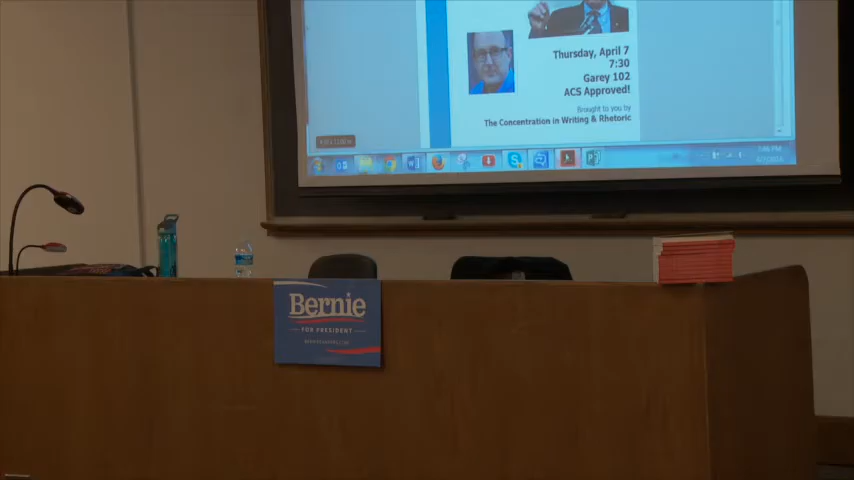 Thursday, April 7
7:30
Garey 102
ACS Approved!
Brought to you by
The Concentration in Writing & Rhetoric
Bernie
FOR PRESIDENT